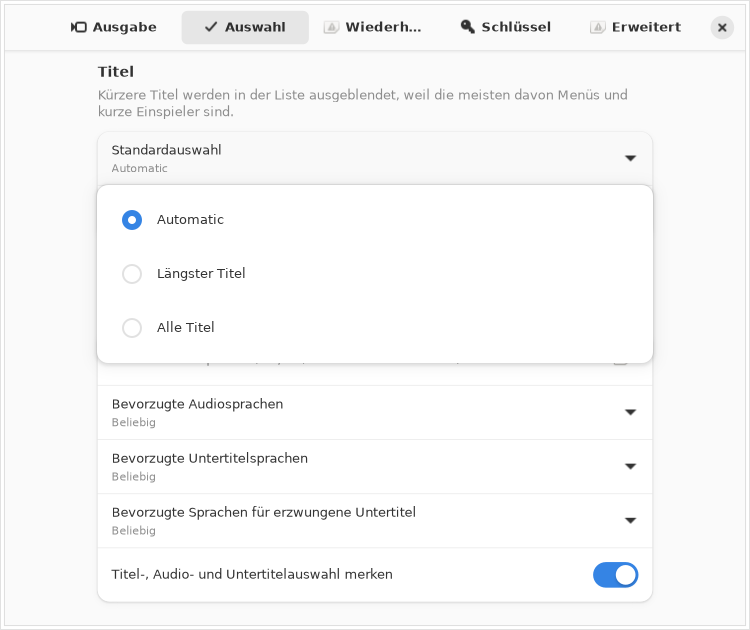 Ausgabe
Auswahl
Wiederh…
Schlüssel
Erweitert
Titel
Kürzere Titel werden in der Liste ausgeblendet, weil die meisten davon Menüs und
kurze Einspieler sind.
Standardauswahl
Automatic
Automatic
Längster Titel
Alle Titel
Bevorzugte Audiosprachen
Beliebig
Bevorzugte Untertitelsprachen
Beliebig
Bevorzugte Sprachen für erzwungene Untertitel
Beliebig
Titel-, Audio- und Untertitelauswahl merken